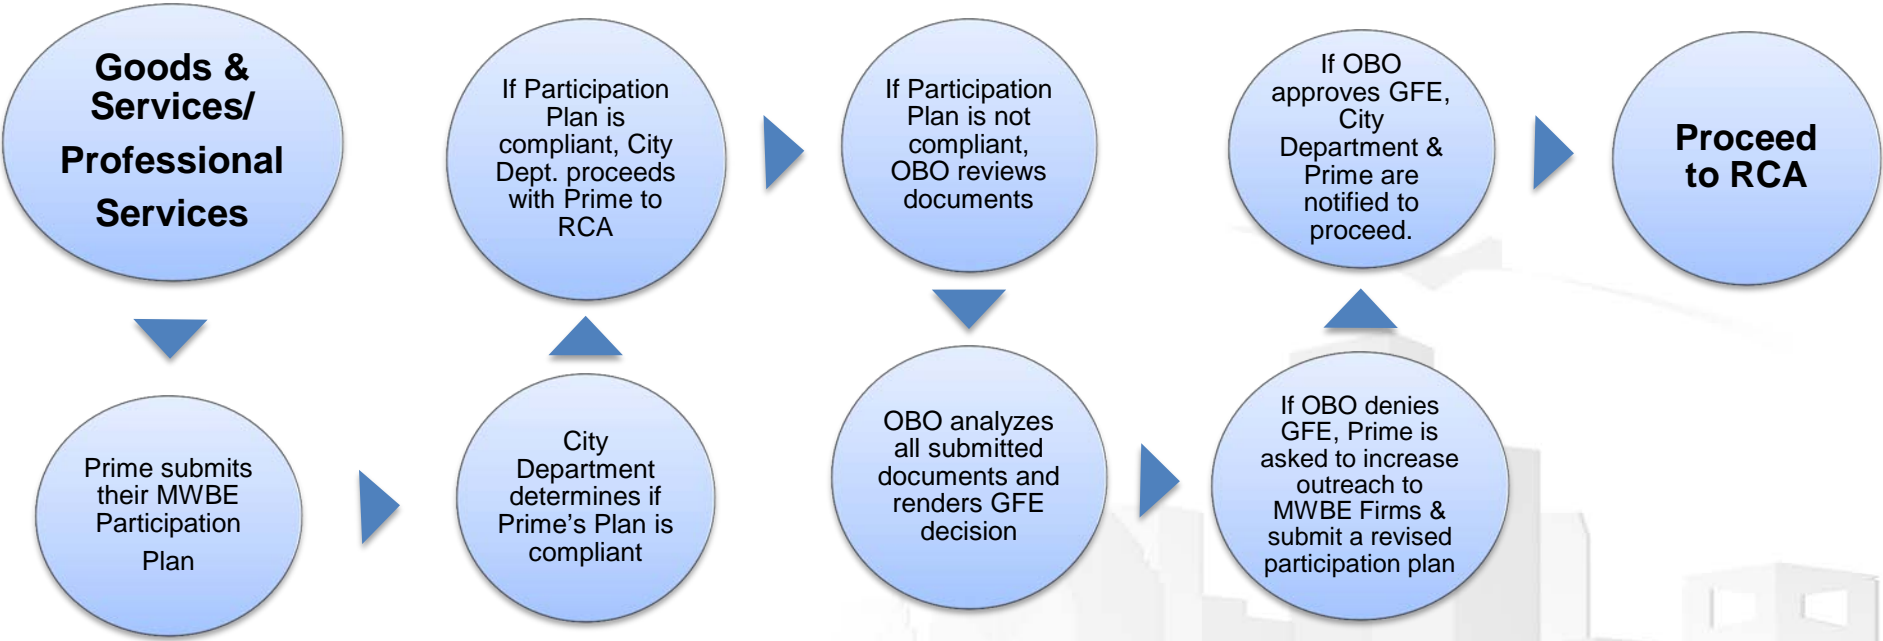 Goods &
Services/
Professional
Services
Prime submits
their MWBE
Participation
Plan
City
Department
determines if
Prime’s Plan is
compliant
If Participation
Plan is
compliant, City
Dept. proceeds
with Prime to
RCA
If Participation
Plan is not
compliant,
OBO reviews
documents
OBO analyzes
all submitted
documents and
renders GFE
decision
If OBO denies
GFE, Prime is
asked to increase
outreach to
MWBE Firms &
submit a revised
participation plan
If OBO
approves GFE,
City
Department &
Prime are
notified to
proceed.
Proceed
to RCA